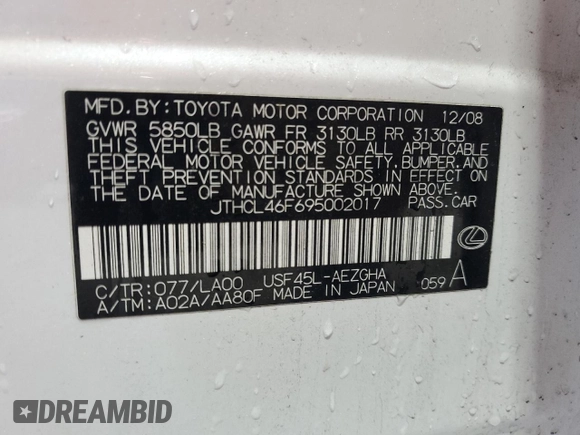 MFD.BY:TOYOTA MOTOR CORPORATION 12/08
GVWR 5850LB GAWR FR 3130LB RR 3130LB
THIS VEHICLE CONFORMS TO ALL APPLICABLE
FEDERAL MOTOR VEHICLE SAFETY,BUMPER,AND
THEFT PREVENTION STANDARDS IN EFFECT ON
THE DATE OF MANUFACTURE SHOWN ABOVE.
JTHCL46F695002017 PASS.CAR
C/TR:077/LA00 USF45L-AEZGHA
A/TM:A02A/AA80F MADE IN JAPAN 059 A
DREAMBID